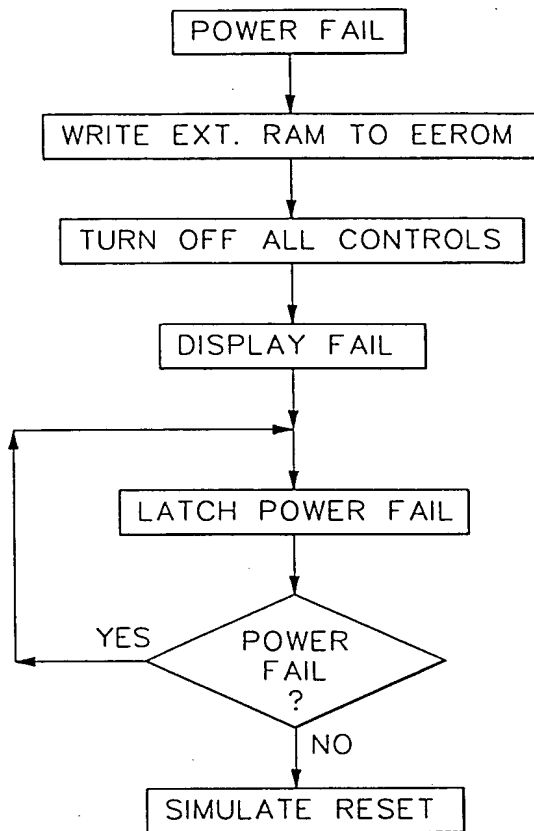 POWER FAIL
WRITE EXT. RAM TO EEROM
TURN OFF ALL CONTROLS
DISPLAY FAIL
LATCH POWER FAIL
YES
POWER
FAIL
?
NO
SIMULATE RESET